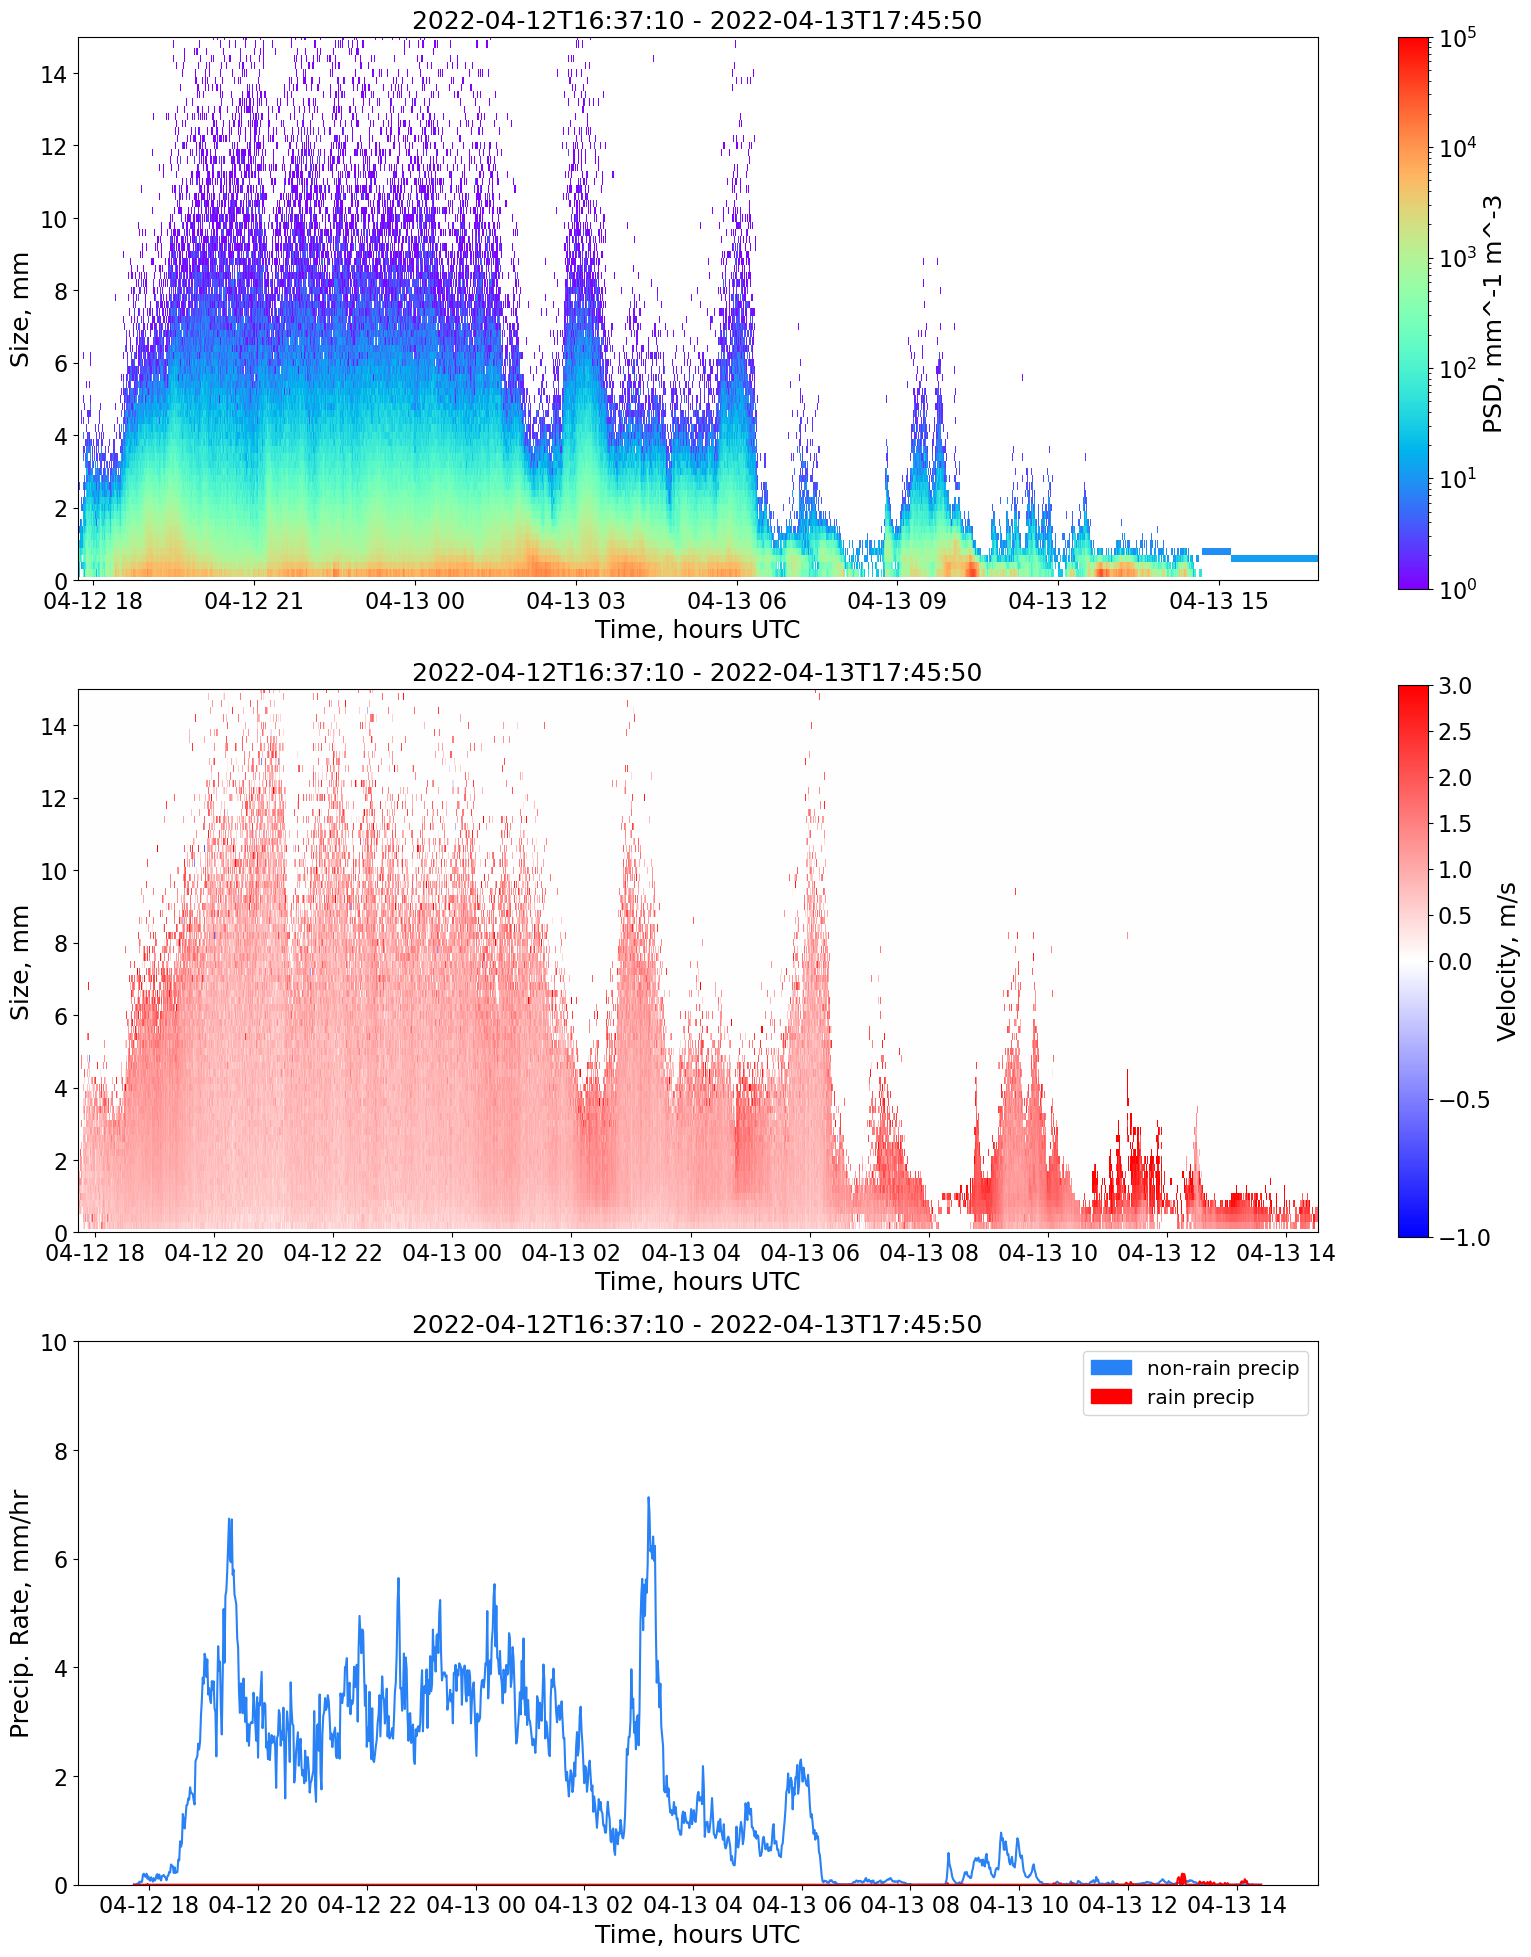 2022-04-12T16:37:10 - 2022-04-13T17:45:50
14
12
10
8
6
4
2
0
Size, mm
04-12 18 04-12 21 04-13 00 04-13 03 04-13 06 04-13 09 04-13 12 04-13 15
Time, hours UTC
10^5
10^4
10^3
10^2
10^1
10^0
PSD, mm^-1 m^-3
2022-04-12T16:37:10 - 2022-04-13T17:45:50
14
12
10
8
6
4
2
0
Size, mm
04-12 18 04-12 20 04-12 22 04-13 00 04-13 02 04-13 04 04-13 06 04-13 08 04-13 10 04-13 12 04-13 14
Time, hours UTC
3.0
2.5
2.0
1.5
1.0
0.5
0.0
−0.5
−1.0
Velocity, m/s
2022-04-12T16:37:10 - 2022-04-13T17:45:50
10
8
6
4
2
0
Precip. Rate, mm/hr
non-rain precip
rain precip
04-12 18 04-12 20 04-12 22 04-13 00 04-13 02 04-13 04 04-13 06 04-13 08 04-13 10 04-13 12 04-13 14
Time, hours UTC